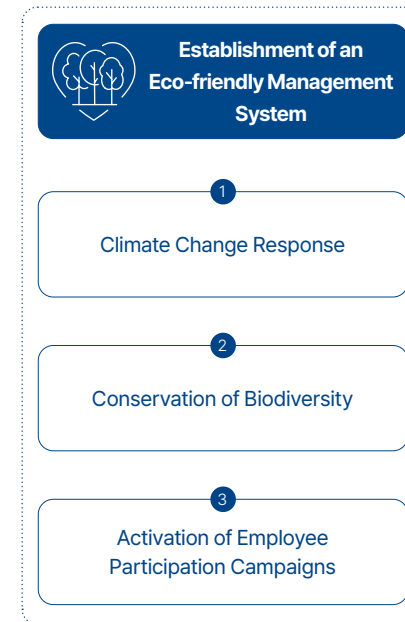 Establishment of an
Eco-friendly Management
System
1
Climate Change Response
2
Conservation of Biodiversity
3
Activation of Employee
Participation Campaigns